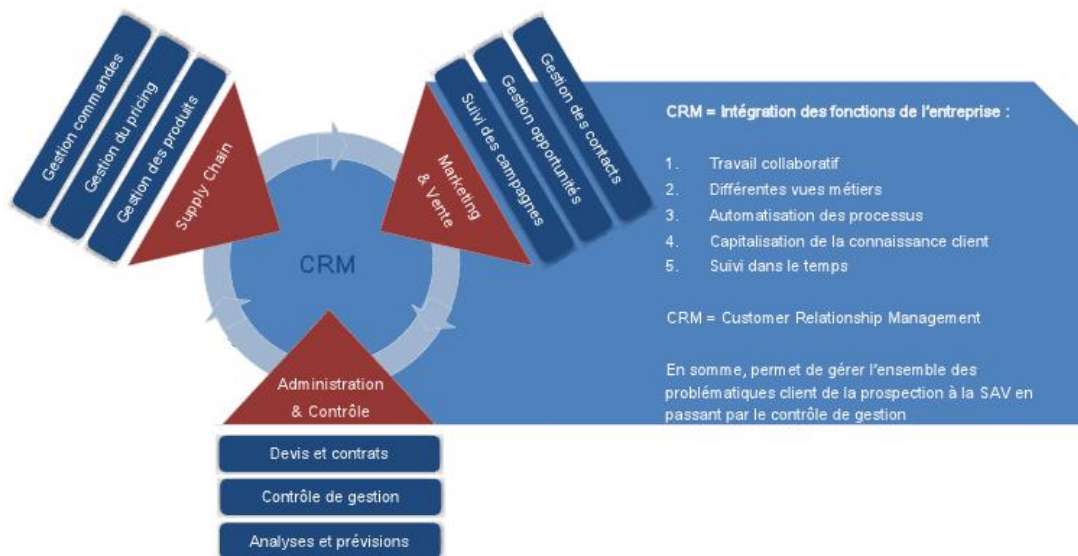 Gestion commandes
Gestion du pricing
Gestion des produits
Supply Chain
Marketing
& Vente
Suivi des campagnes
Gestion opportunités
Gestion des contacts
CRM
Administration
& Contrôle
Devis et contrats
Contrôle de gestion
Analyses et prévisions
CRM = Intégration des fonctions de l'entreprise :
1. Travail collaboratif
2. Différentes vues métiers
3. Automatisation des processus
4. Capitalisation de la connaissance client
5. Suivi dans le temps
CRM = Customer Relationship Management
En somme, permet de gérer l'ensemble des
problématiques client de la prospection à la SAV en
passant par le contrôle de gestion